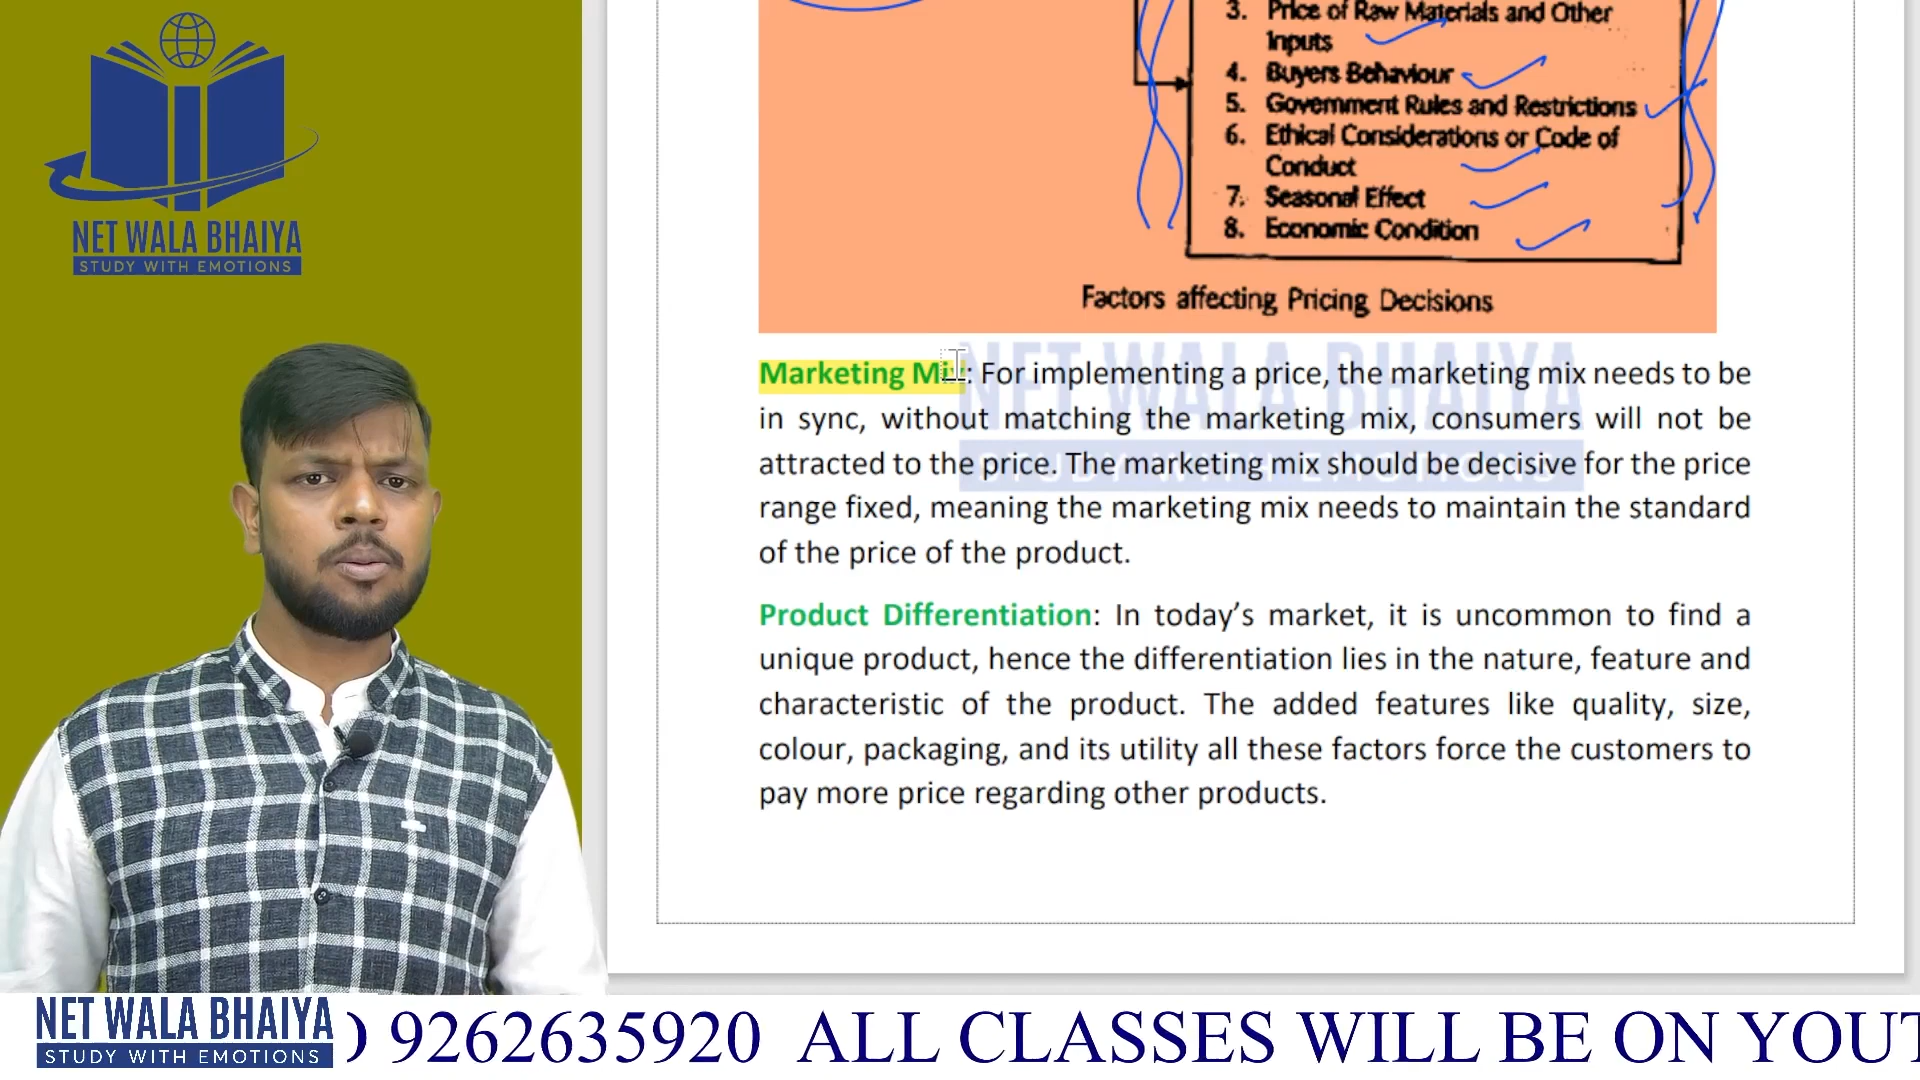 NET WALA BHAIYA
STUDY WITH EMOTIONS
3. Price of Raw Materials and Other
Inputs
4. Buyers Behaviour
5. Government Rules and Restrictions
6. Ethical Considerations or Code of
Conduct
7. Seasonal Effect
8. Economic Condition
Factors affecting Pricing Decisions
NET WALA BHAIYA
STUDY WITH EMOTIONS
Marketing Mix: For implementing a price, the marketing mix needs to be
in sync, without matching the marketing mix, consumers will not be
attracted to the price. The marketing mix should be decisive for the price
range fixed, meaning the marketing mix needs to maintain the standard
of the price of the product.
Product Differentiation: In today’s market, it is uncommon to find a
unique product, hence the differentiation lies in the nature, feature and
characteristic of the product. The added features like quality, size,
colour, packaging, and its utility all these factors force the customers to
pay more price regarding other products.
NET WALA BHAIYA
STUDY WITH EMOTIONS
9262635920 ALL CLASSES WILL BE ON